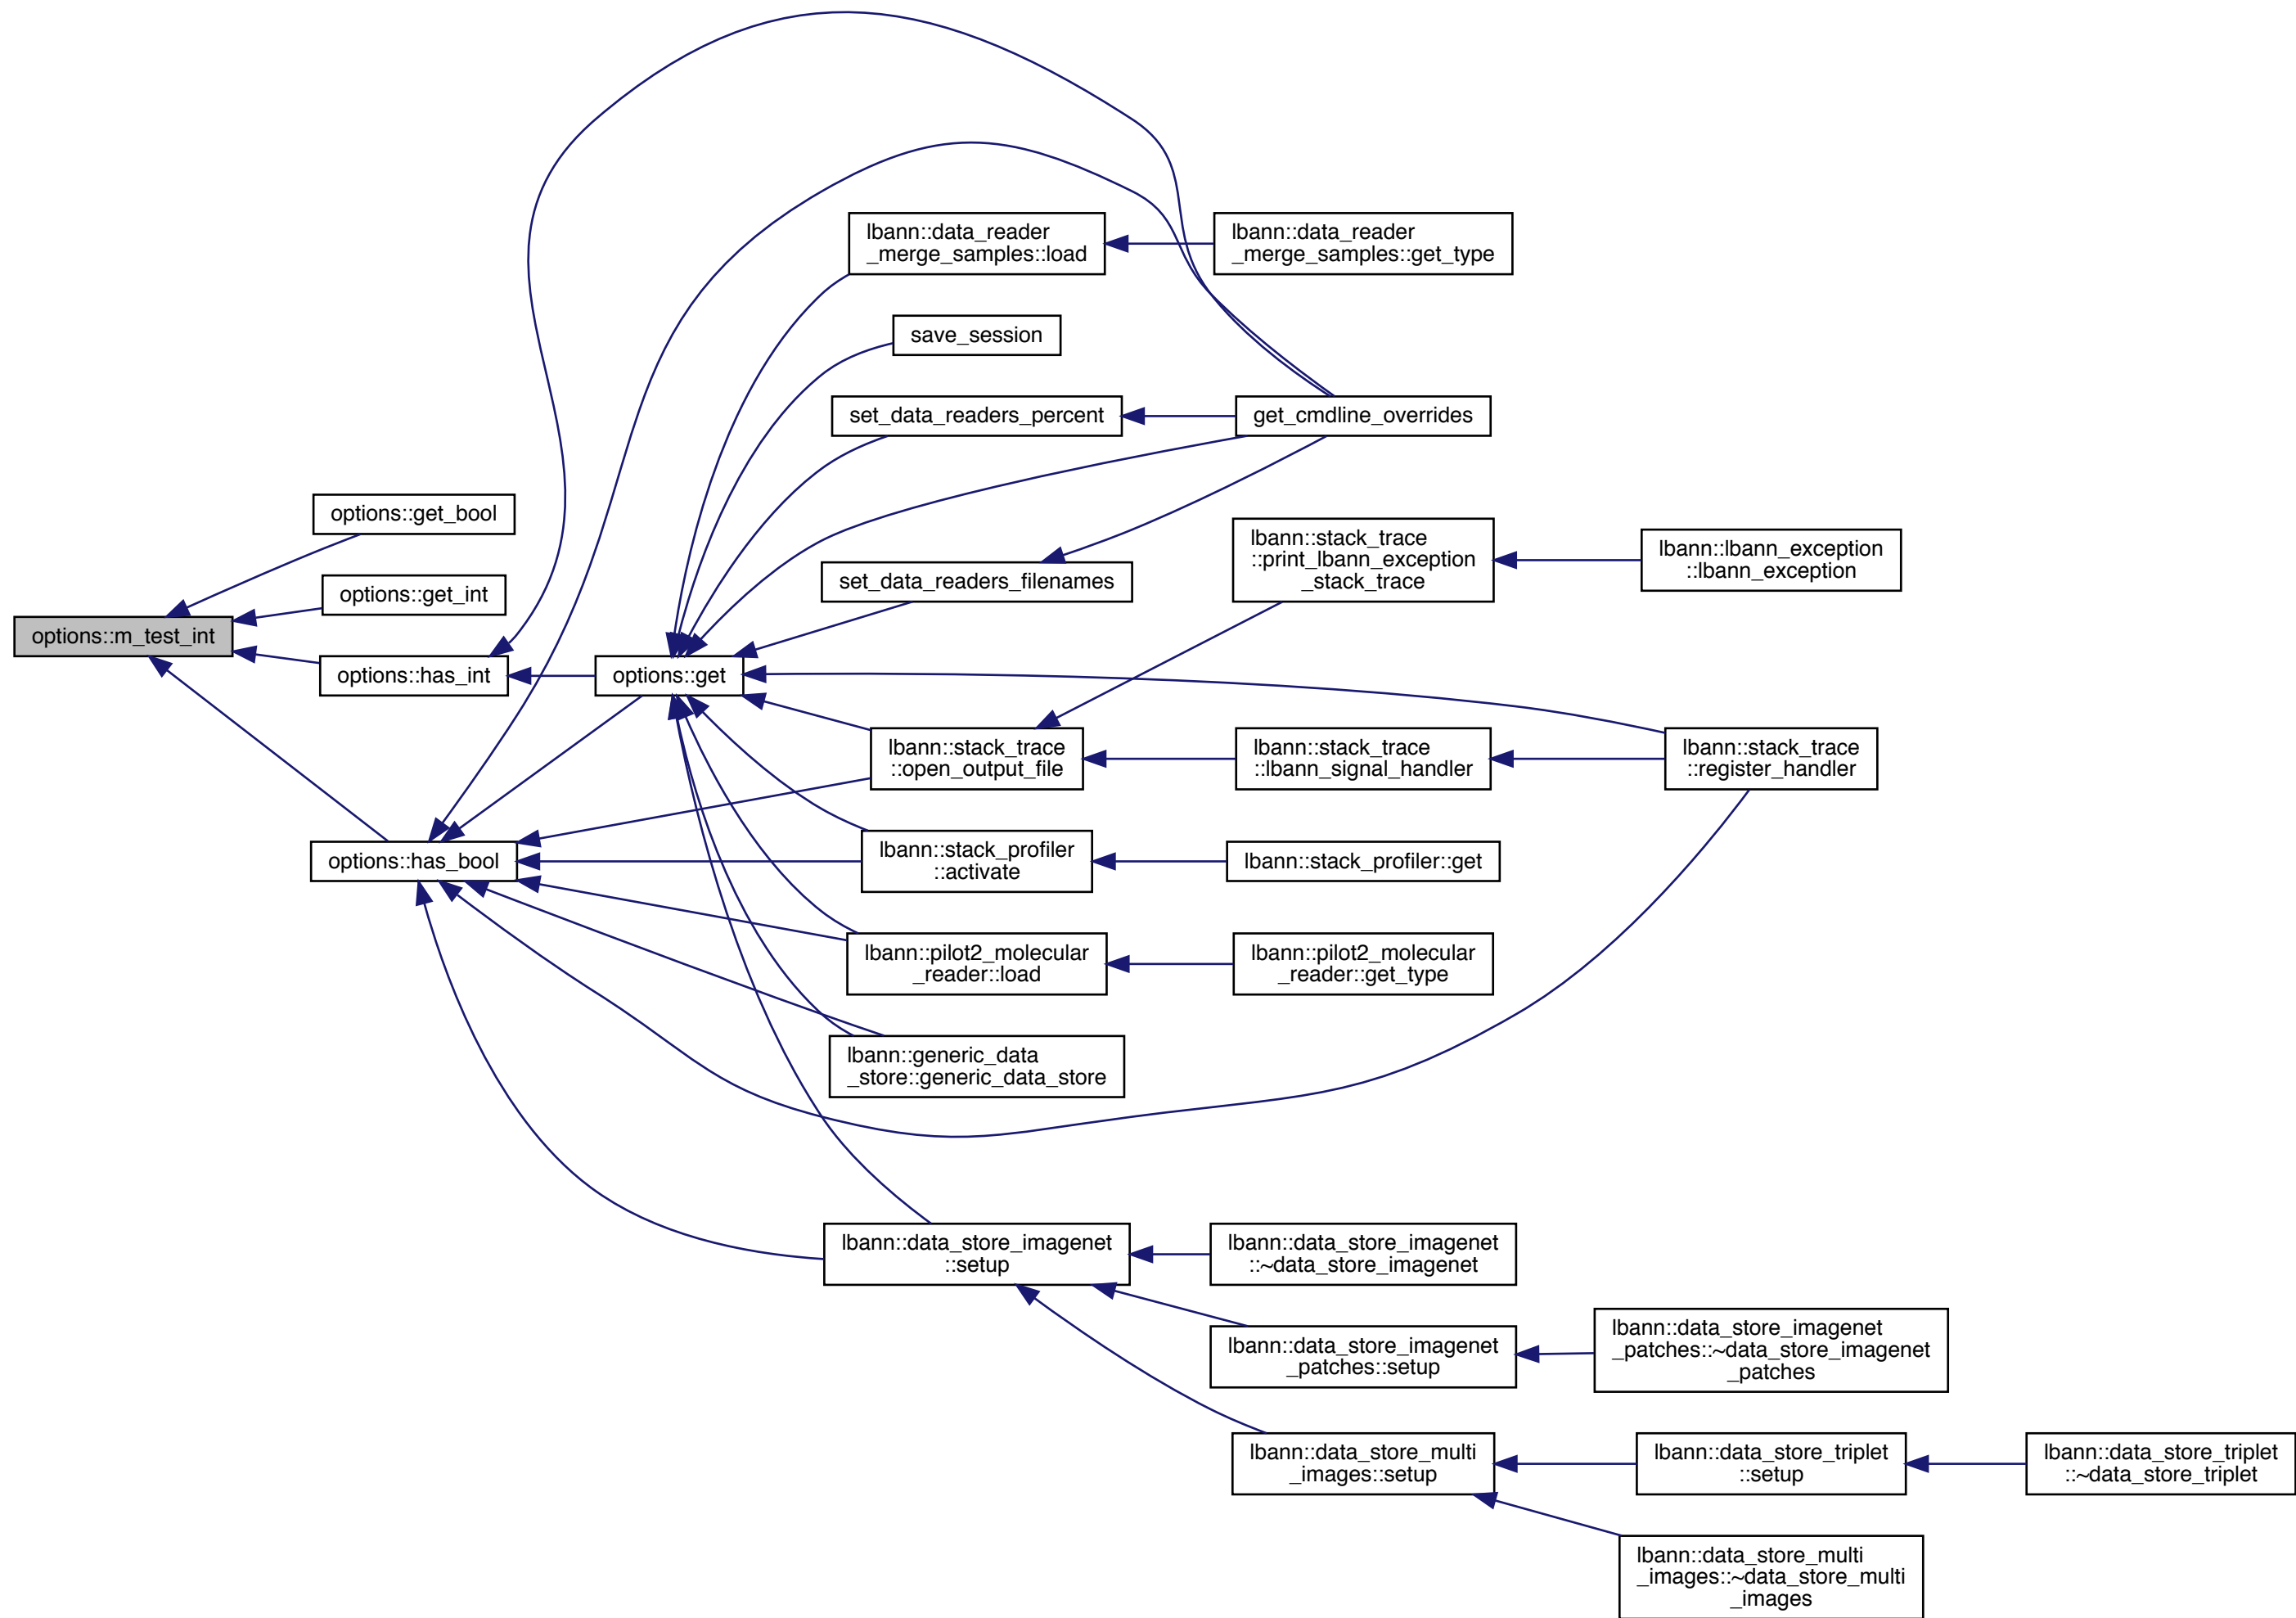 lbann::data_reader
_merge_samples::load
lbann::data_reader
_merge_samples::get_type
save_session
set_data_readers_percent
get_cmdline_overrides
options::get_bool
lbann::stack_trace
::print_lbann_exception
_stack_trace
lbann::lbann_exception
::lbann_exception
options::get_int
set_data_readers_filenames
options::m_test_int
options::has_int
options::get
lbann::stack_trace
::open_output_file
lbann::stack_trace
::lbann_signal_handler
lbann::stack_trace
::register_handler
options::has_bool
lbann::stack_profiler
::activate
lbann::stack_profiler::get
lbann::pilot2_molecular
_reader::load
lbann::pilot2_molecular
_reader::get_type
lbann::generic_data
_store::generic_data_store
lbann::data_store_imagenet
::setup
lbann::data_store_imagenet
::~data_store_imagenet
lbann::data_store_imagenet
_patches::setup
lbann::data_store_imagenet
_patches::~data_store_imagenet
_patches
lbann::data_store_multi
_images::setup
lbann::data_store_triplet
::setup
lbann::data_store_triplet
::~data_store_triplet
lbann::data_store_multi
_images::~data_store_multi
_images